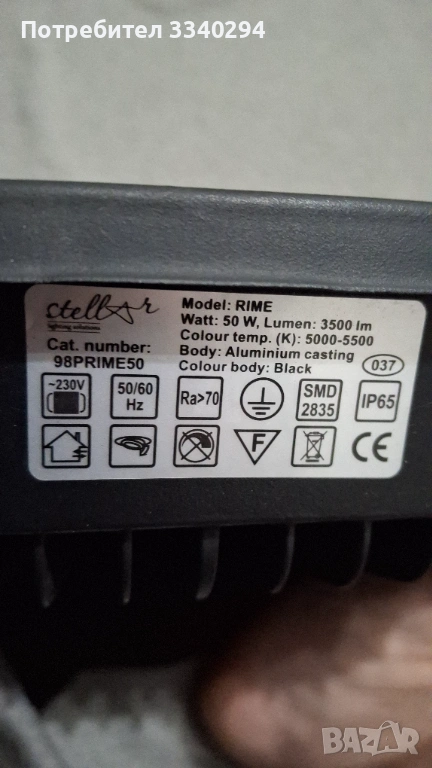 Потребител 3340294
stellar
lighting solutions
Cat. number:
98PRIME50
Model: RIME
Watt: 50 W, Lumen: 3500 lm
Colour temp. (K): 5000-5500
Body: Aluminium casting
Colour body: Black
037
~230V
50/60
Hz
Ra>70
SMD
2835
IP65
F
CE
BAZAR